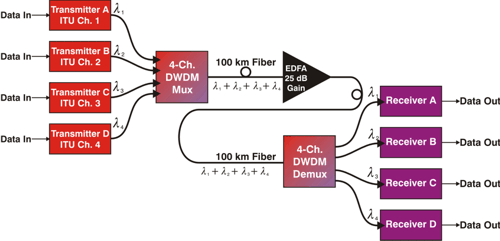 Data In
Transmitter A
ITU Ch. 1
λ₁
Data In
Transmitter B
ITU Ch. 2
λ₂
Data In
Transmitter C
ITU Ch. 3
λ₃
Data In
Transmitter D
ITU Ch. 4
λ₄
4-Ch.
DWDM
Mux
100 km Fiber
λ₁ + λ₂ + λ₃ + λ₄
EDFA
25 dB
Gain
100 km Fiber
λ₁ + λ₂ + λ₃ + λ₄
4-Ch.
DWDM
Demux
λ₁
Receiver A
Data Out
λ₂
Receiver B
Data Out
λ₃
Receiver C
Data Out
λ₄
Receiver D
Data Out